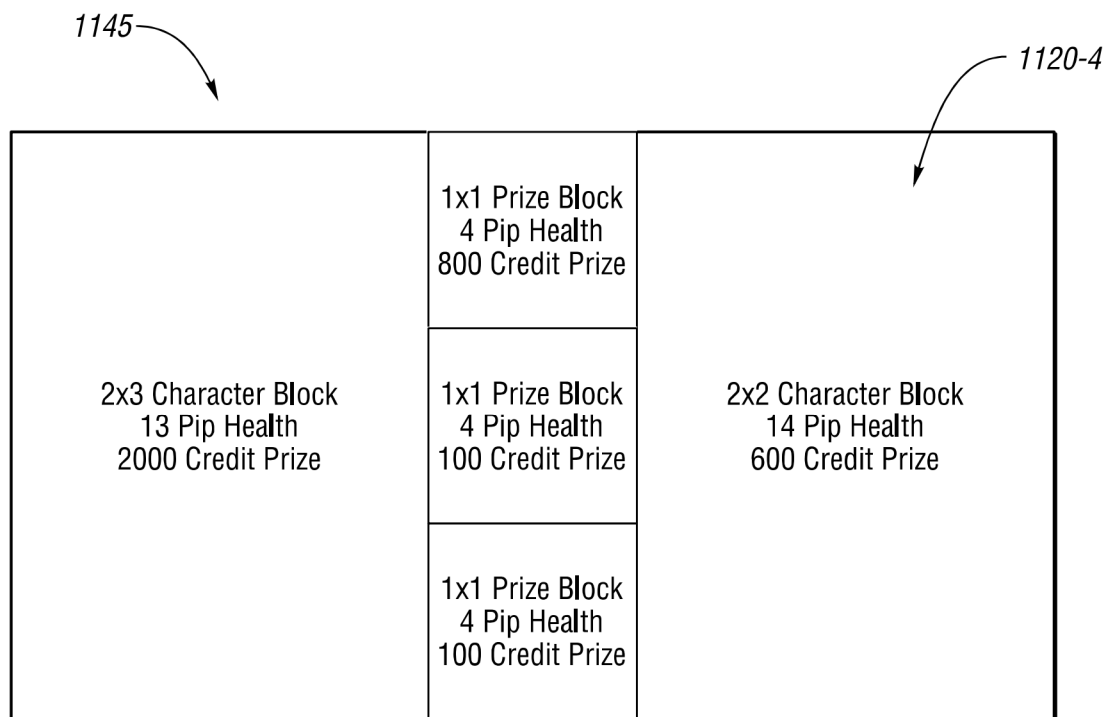 1145
1120-4
1x1 Prize Block
4 Pip Health
800 Credit Prize
2x3 Character Block
13 Pip Health
2000 Credit Prize
1x1 Prize Block
4 Pip Health
100 Credit Prize
2x2 Character Block
14 Pip Health
600 Credit Prize
1x1 Prize Block
4 Pip Health
100 Credit Prize